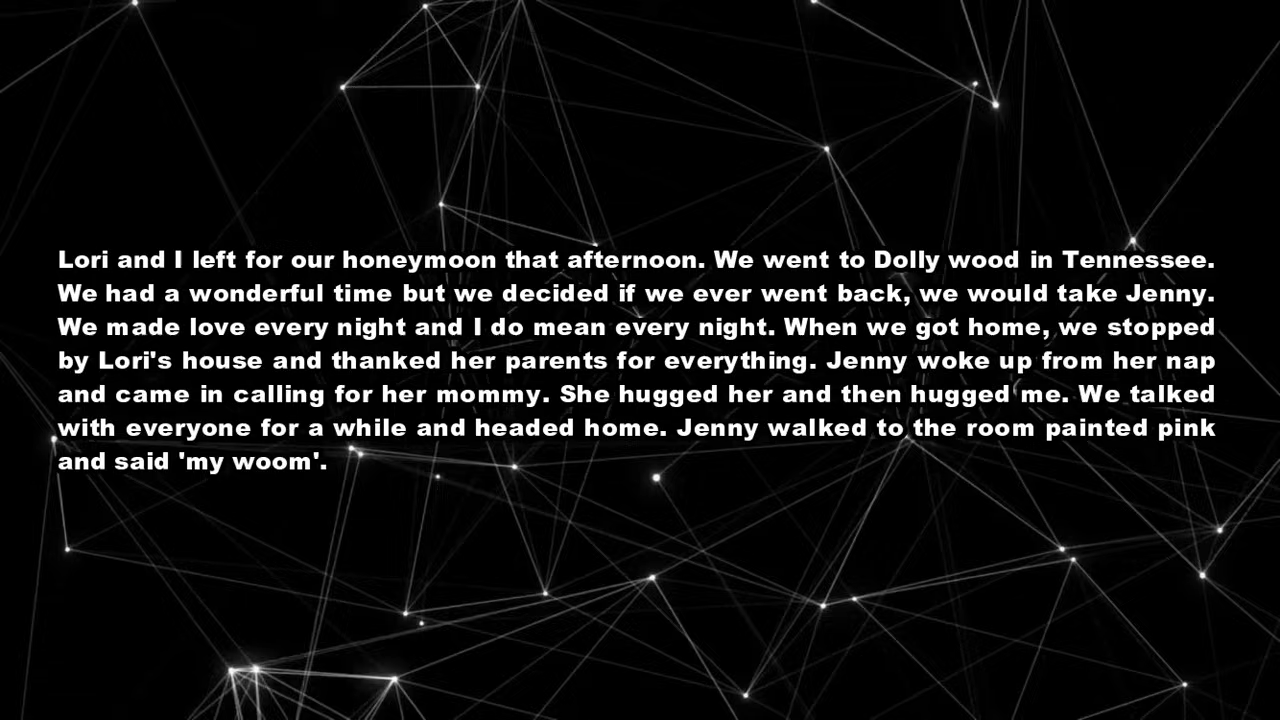 Lori and I left for our honeymoon that afternoon. We went to Dolly wood in Tennessee.
We had a wonderful time but we decided if we ever went back, we would take Jenny.
We made love every night and I do mean every night. When we got home, we stopped
by Lori's house and thanked her parents for everything. Jenny woke up from her nap
and came in calling for her mommy. She hugged her and then hugged me. We talked
with everyone for a while and headed home. Jenny walked to the room painted pink
and said 'my woom'.